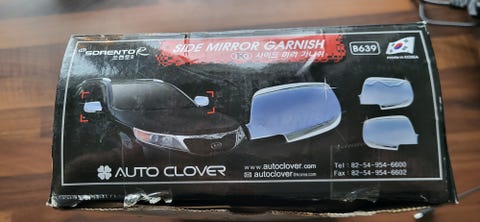 SORENTO R
쏘렌토R
SIDE MIRROR GARNISH
사이드 미러 가니쉬
B639
made in KOREA
AUTO CLOVER
www.autoclover.com
autoclover
Tel : 82-54-954-6600
Fax : 82-54-954-6602